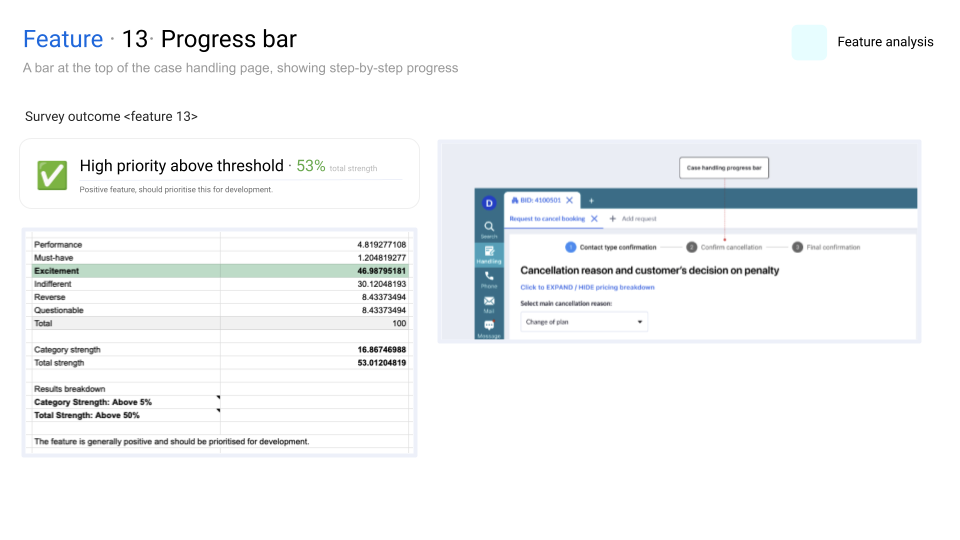 Feature · 13· Progress bar
A bar at the top of the case handling page, showing step-by-step progress
Feature analysis
Survey outcome <feature 13>
High priority above threshold · 53% total strength
Positive feature, should prioritise this for development.
Performance 4.819277108
Must-have 1.204819277
Excitement 46.98795181
Indifferent 30.12048193
Reverse 8.43373494
Questionable 8.43373494
Total 100
Category strength 16.86746988
Total strength 53.01204819
Results breakdown
Category Strength: Above 5%
Total Strength: Above 50%
The feature is generally positive and should be prioritised for development.
Case handling progress bar
D
BID: 4100501
Request to cancel booking
Add request
Search
Handling
Phone
Mail
Message
1 Contact type confirmation
2 Confirm cancellation
3 Final confirmation
Cancellation reason and customer's decision on penalty
Click to EXPAND / HIDE pricing breakdown
Select main cancellation reason:
Change of plan